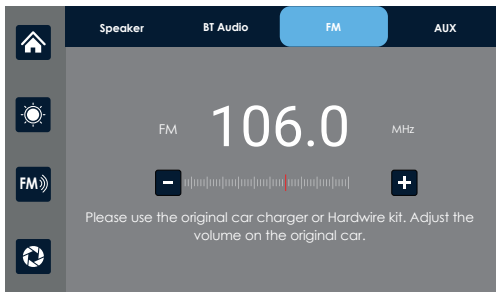 Speaker BT Audio FM AUX
FM 106.0 MHz
FM
Please use the original car charger or Hardwire kit. Adjust the
volume on the original car.